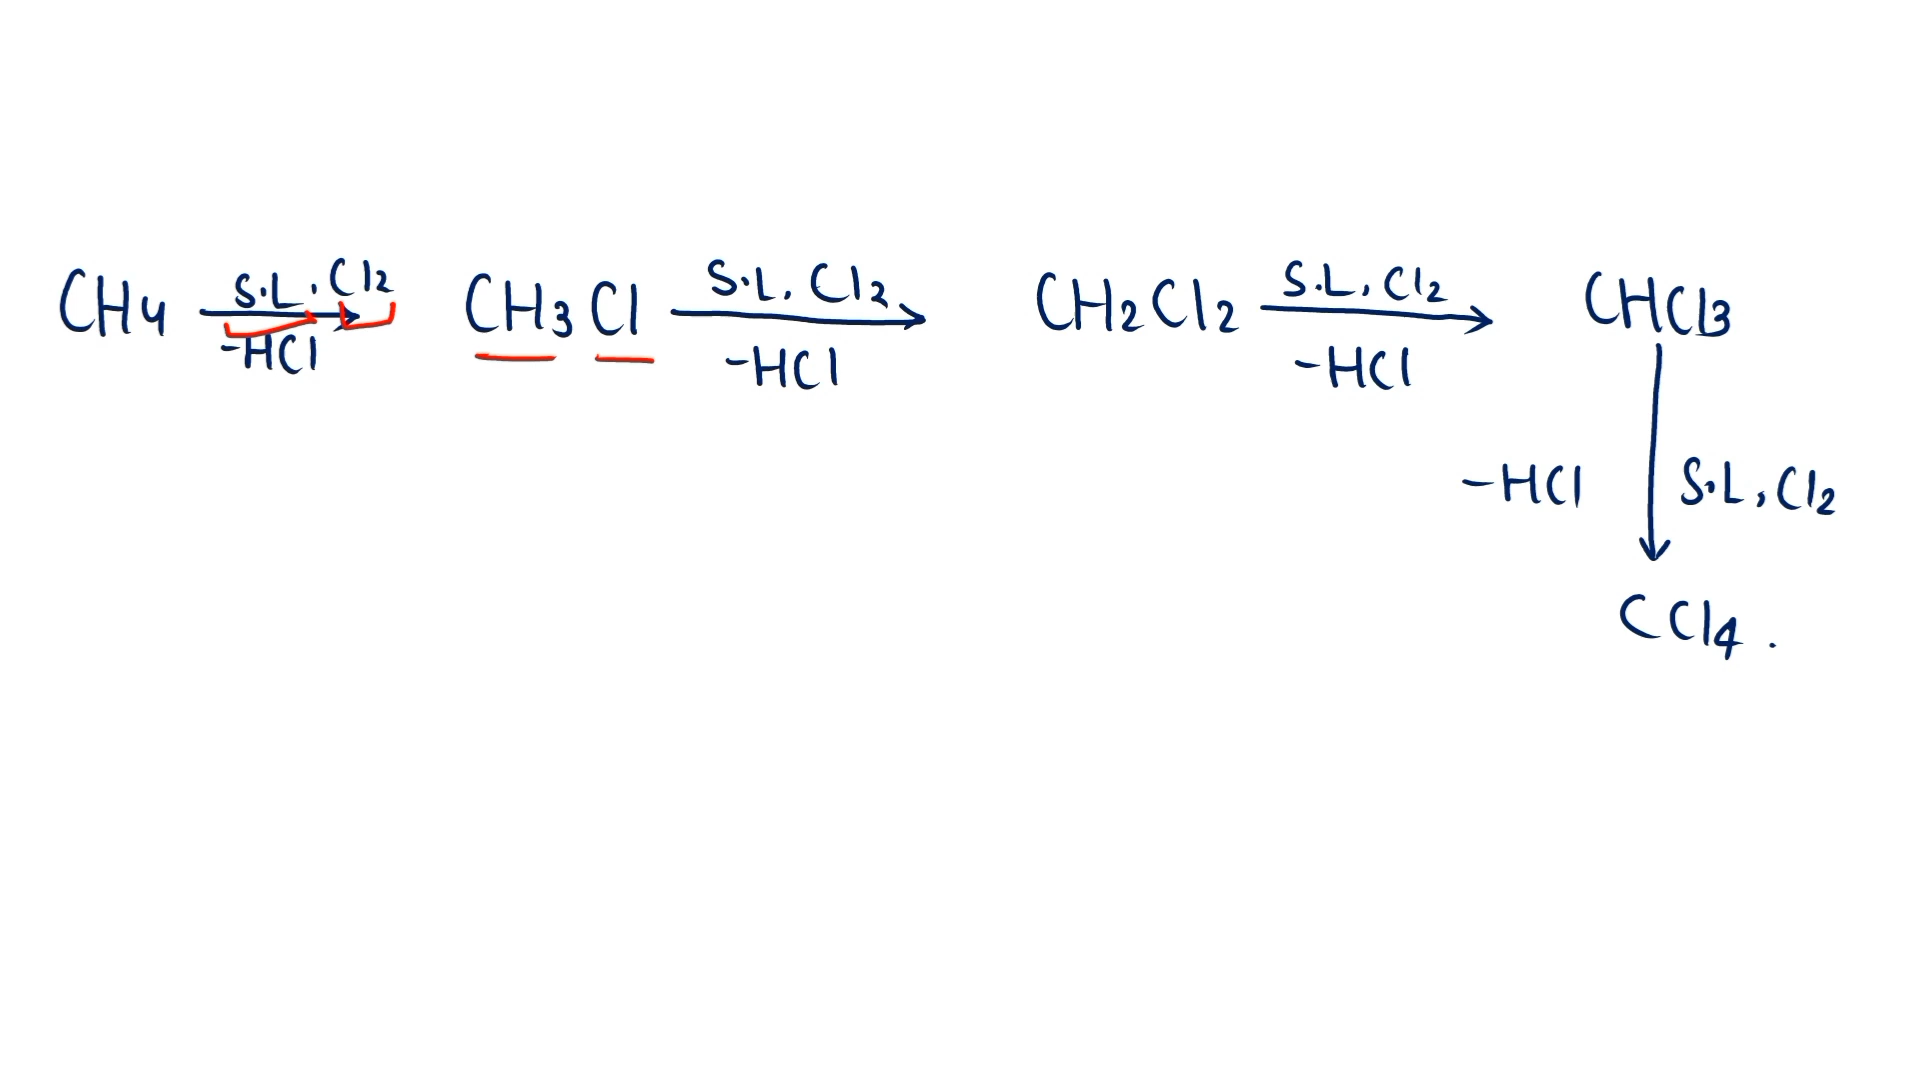 CH4 S.L, Cl2 -HCl CH3Cl S.L, Cl2, -HCl CH2Cl2 S.L, Cl2 -HCl CHCl3
-HCl S.L, Cl2
CCl4.